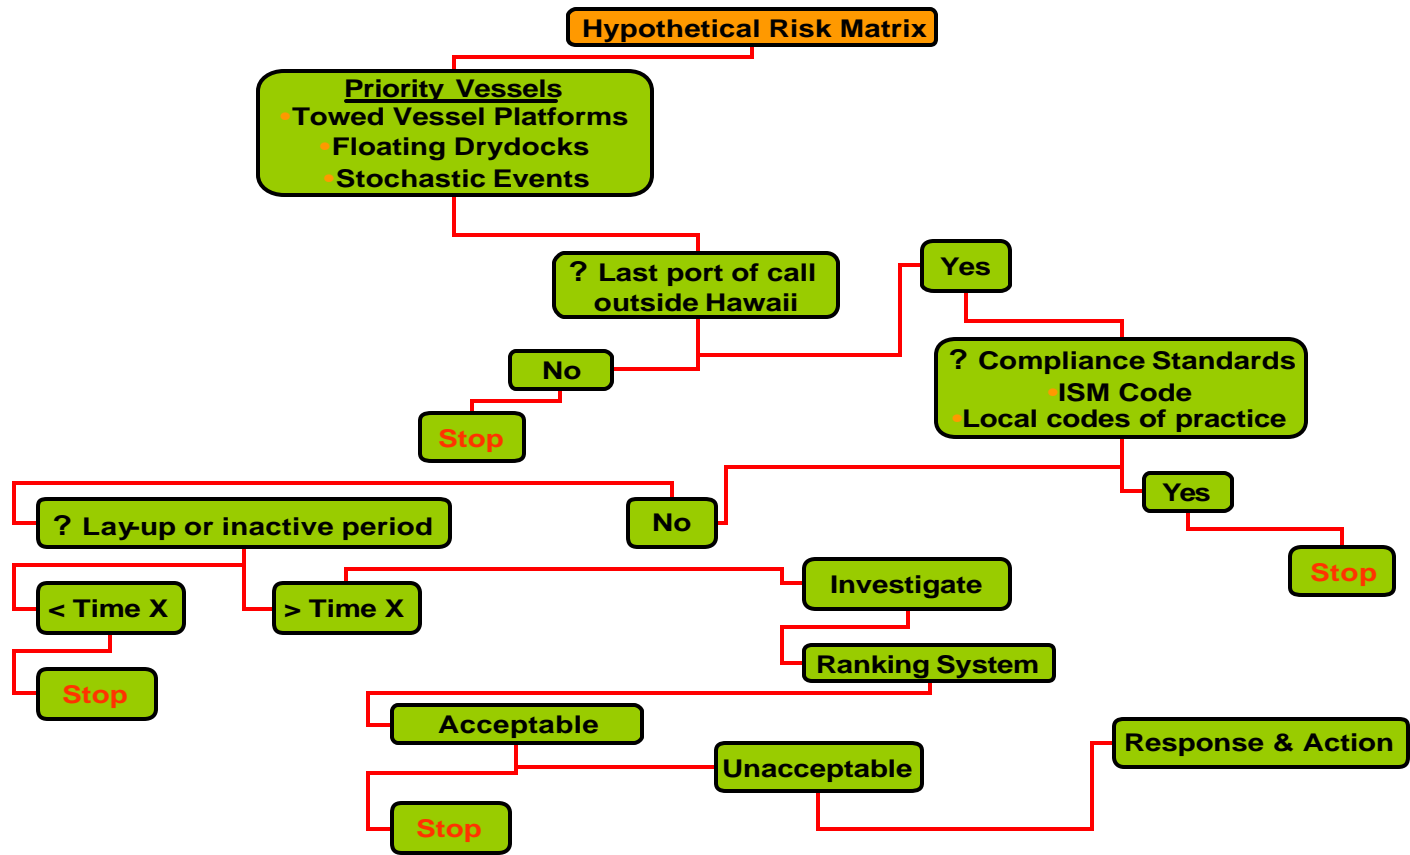 Hypothetical Risk Matrix
Priority Vessels
•Towed Vessel Platforms
•Floating Drydocks
•Stochastic Events
? Last port of call
outside Hawaii
Yes
No
Stop
? Compliance Standards
•ISM Code
•Local codes of practice
Yes
Stop
No
? Lay-up or inactive period
< Time X
> Time X
Stop
Investigate
Ranking System
Acceptable
Unacceptable
Response & Action
Stop